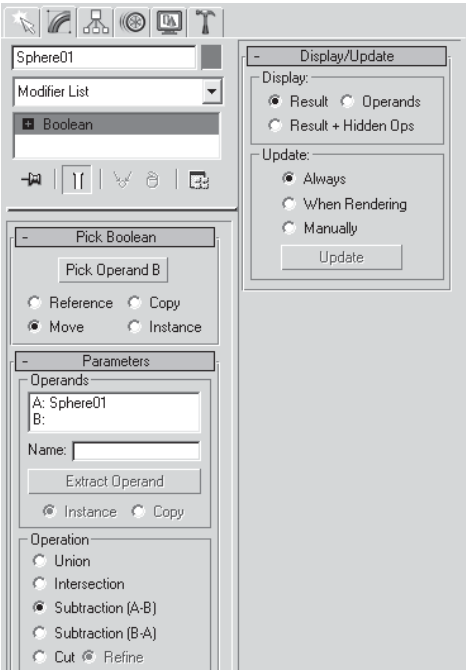 Sphere01
Modifier List
Boolean
- Pick Boolean
Pick Operand B
Reference Copy
Move Instance
- Parameters
Operands
A: Sphere01
B:
Name:
Extract Operand
Instance Copy
Operation
Union
Intersection
Subtraction (A-B)
Subtraction (B-A)
Cut Refine
- Display/Update
Display:
Result Operands
Result + Hidden Ops
Update:
Always
When Rendering
Manually
Update